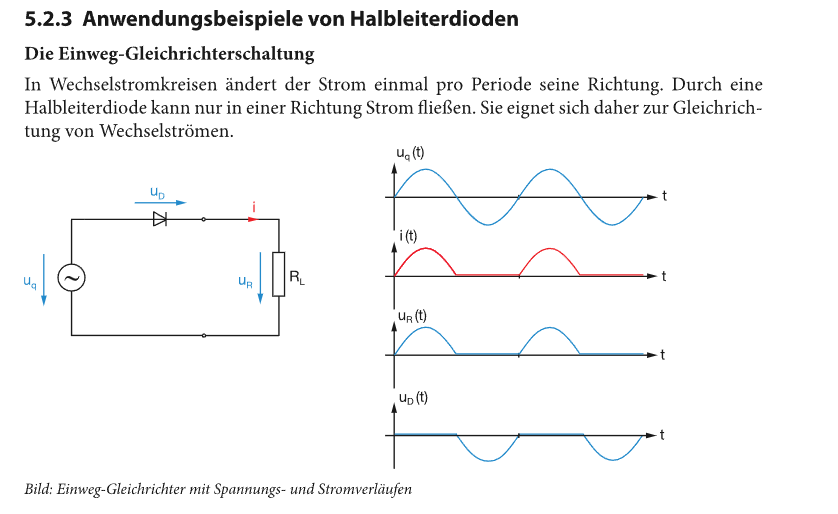 5.2.3 Anwendungsbeispiele von Halbleiterdioden
Die Einweg-Gleichrichterschaltung
In Wechselstromkreisen ändert der Strom einmal pro Periode seine Richtung. Durch eine
Halbleiterdiode kann nur in einer Richtung Strom fließen. Sie eignet sich daher zur Gleichrich-
tung von Wechselströmen.
uD
i
uq
~
uR
RL
uq (t)
t
i (t)
t
uR (t)
t
uD (t)
t
Bild: Einweg-Gleichrichter mit Spannungs- und Stromverläufen